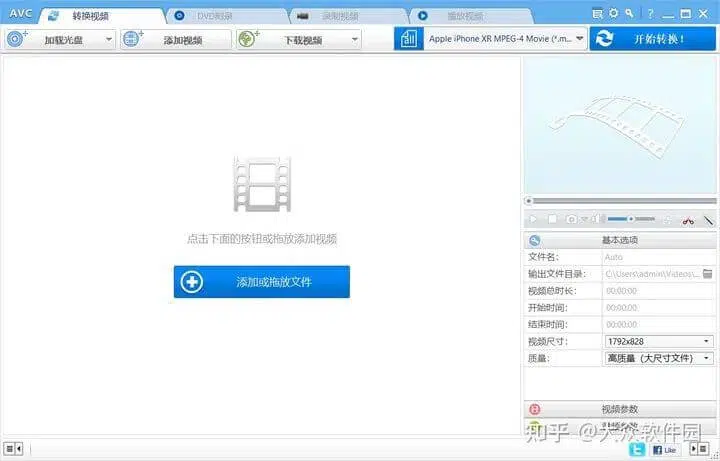 AVC 转换视频 DVD刻录 录制视频 播放视频
加载光盘 添加视频 下载视频 all Apple iPhone XR MPEG-4 Movie (*.m... 开始转换！
点击下面的按钮或拖放添加视频
添加或拖放文件
基本选项
文件名： Auto
输出文件目录： C:\Users\admin\Videos\...
视频总时长： 00:00:00
开始时间： 00:00:00
结束时间： 00:00:00
视频尺寸： 1792x828
质量： 高质量（大尺寸文件）
视频参数
音频参数
知乎 @大众软件园
Like